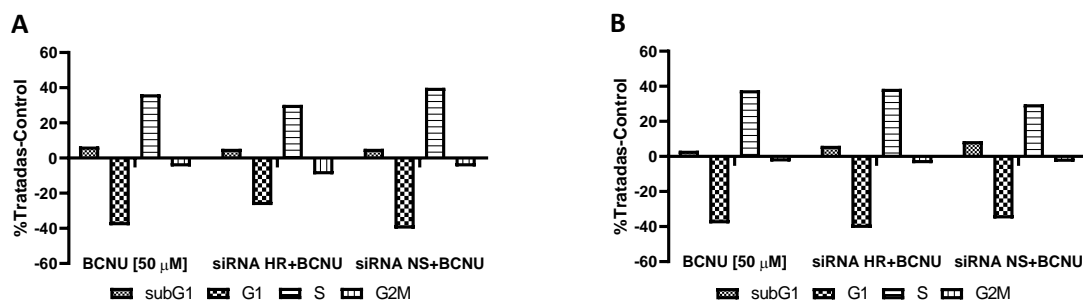 A
%Tratadas-Control
60
40
20
0
-20
-40
-60
BCNU [50 μM] siRNA HR+BCNU siRNA NS+BCNU
subG1 G1 S G2M
B
%Tratadas-Control
60
40
20
0
-20
-40
-60
BCNU [50 μM] siRNA HR+BCNU siRNA NS+BCNU
subG1 G1 S G2M